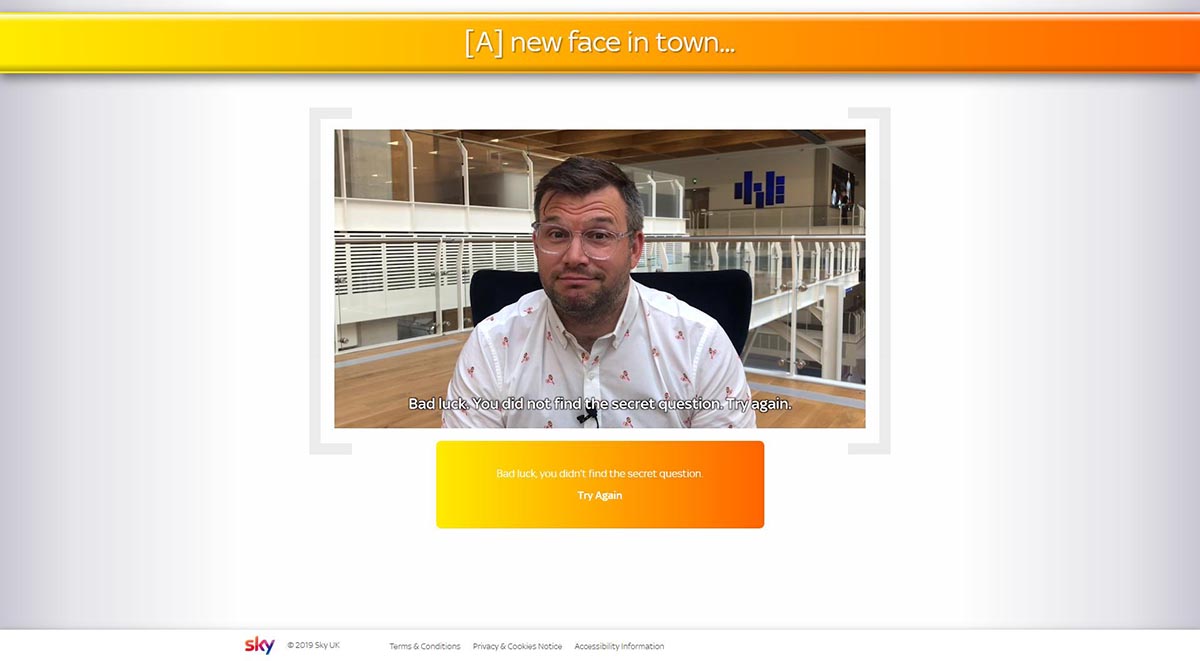 [A] new face in town...
Bad luck. You did not find the secret question. Try again.
Bad luck, you didn't find the secret question.
Try Again
sky © 2019 Sky UK Terms & Conditions Privacy & Cookies Notice Accessibility Information